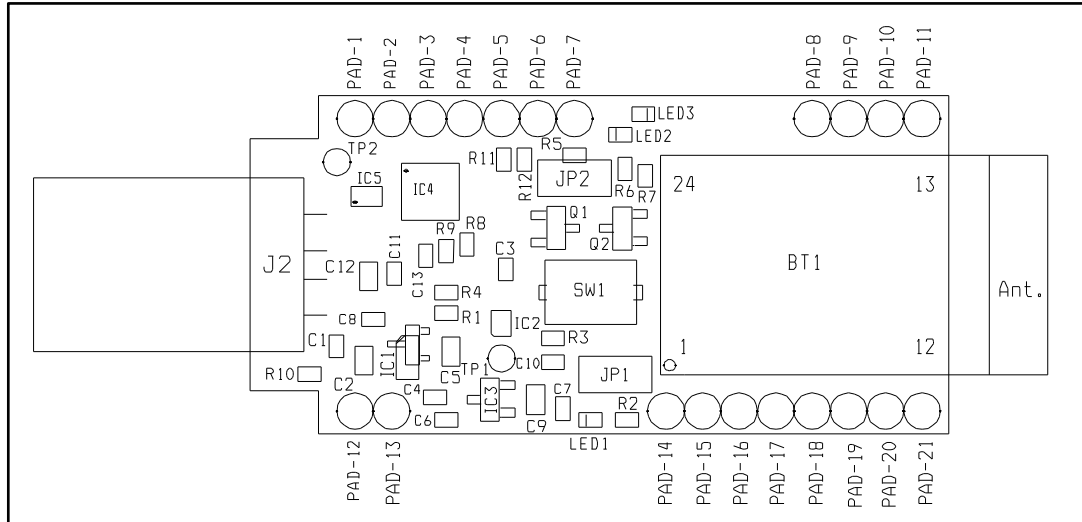 PAD-1
PAD-2
PAD-3
PAD-4
PAD-5
PAD-6
PAD-7
PAD-8
PAD-9
PAD-10
PAD-11
LED3
LED2
TP2
R11
R12
R5
JP2
R6
R7
24
13
IC5
IC4
Q1
Q2
R9
R8
C11
C12
C13
C3
J2
BT1
SW1
Ant.
R4
R1
C8
IC2
R3
C1
IC1
C5
TP1
C10
1
12
R10
C2
C4
IC3
JP1
C6
C9
C7
LED1
R2
PAD-12
PAD-13
PAD-14
PAD-15
PAD-16
PAD-17
PAD-18
PAD-19
PAD-20
PAD-21